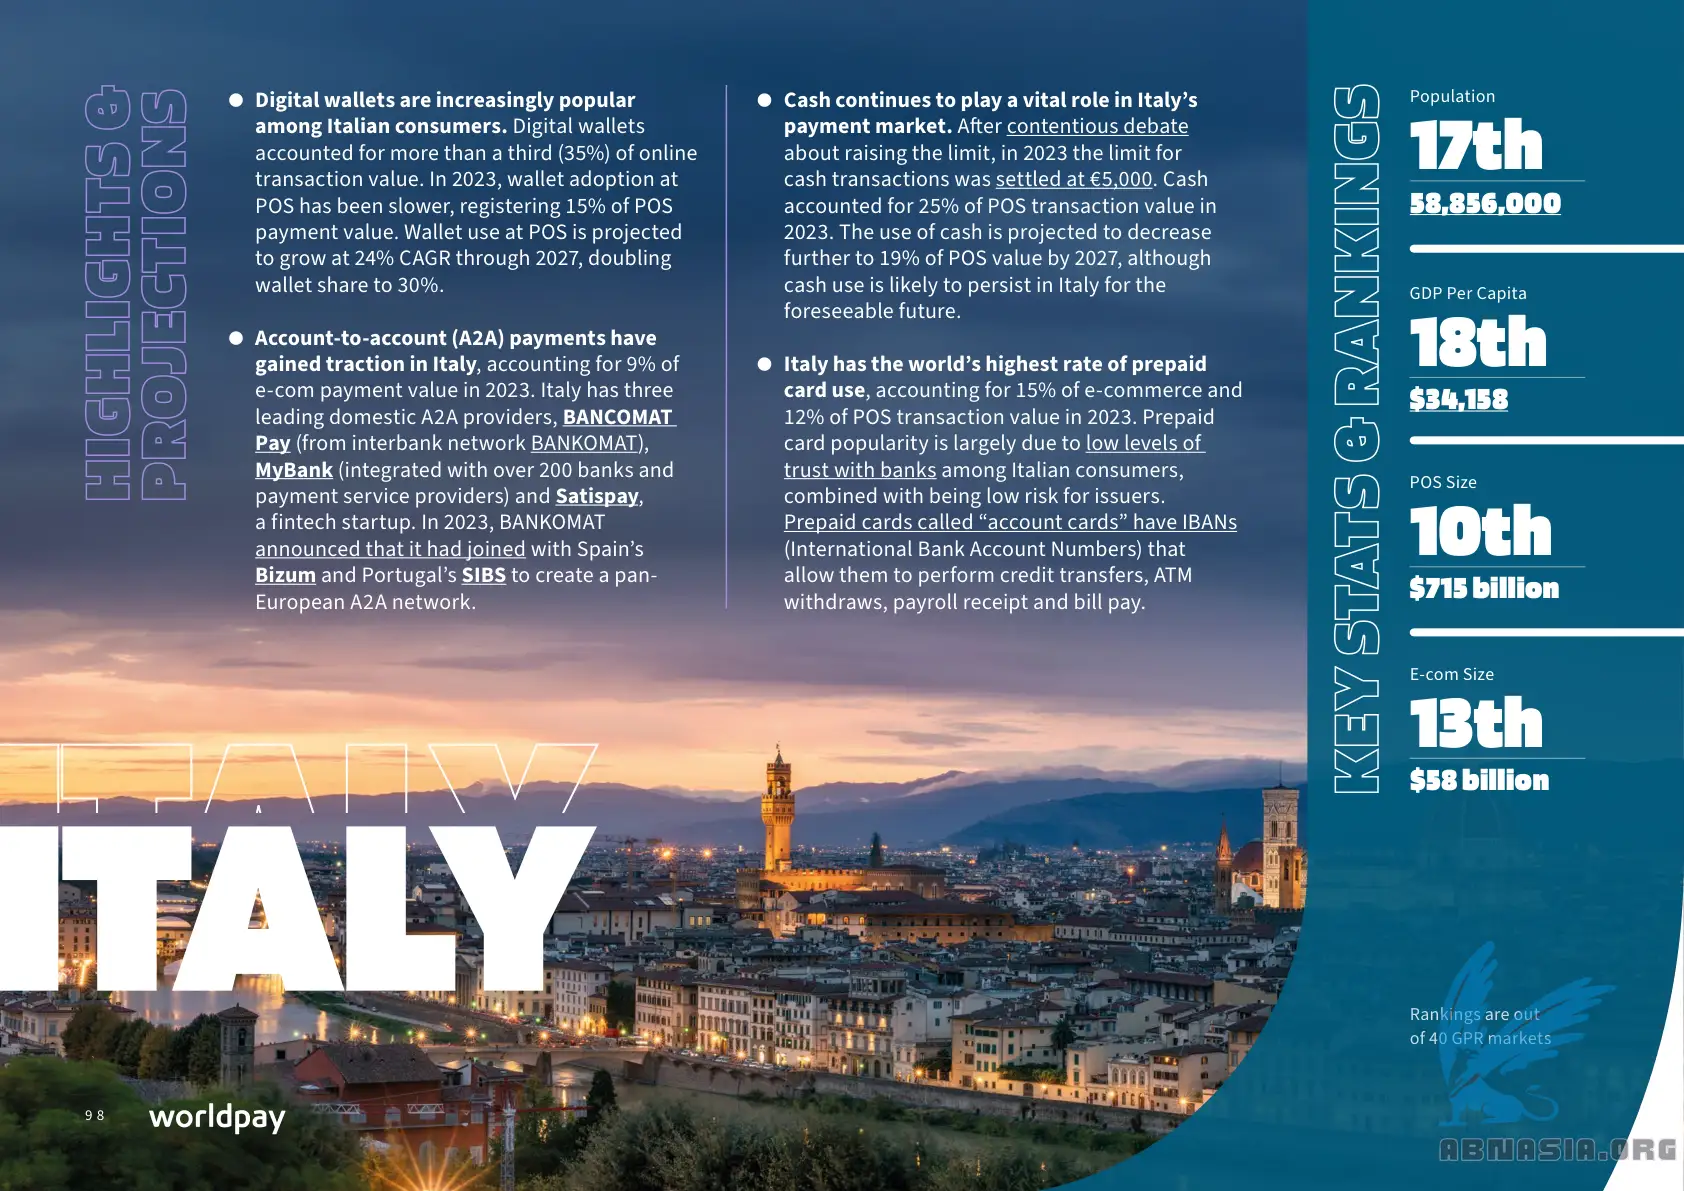 HIGHLIGHTS &
PROJECTIONS
● Digital wallets are increasingly popular
among Italian consumers. Digital wallets
accounted for more than a third (35%) of online
transaction value. In 2023, wallet adoption at
POS has been slower, registering 15% of POS
payment value. Wallet use at POS is projected
to grow at 24% CAGR through 2027, doubling
wallet share to 30%.
● Account-to-account (A2A) payments have
gained traction in Italy, accounting for 9% of
e-com payment value in 2023. Italy has three
leading domestic A2A providers, BANCOMAT
Pay (from interbank network BANKOMAT),
MyBank (integrated with over 200 banks and
payment service providers) and Satispay,
a fintech startup. In 2023, BANKOMAT
announced that it had joined with Spain’s
Bizum and Portugal’s SIBS to create a pan-
European A2A network.
● Cash continues to play a vital role in Italy’s
payment market. After contentious debate
about raising the limit, in 2023 the limit for
cash transactions was settled at €5,000. Cash
accounted for 25% of POS transaction value in
2023. The use of cash is projected to decrease
further to 19% of POS value by 2027, although
cash use is likely to persist in Italy for the
foreseeable future.
● Italy has the world’s highest rate of prepaid
card use, accounting for 15% of e-commerce and
12% of POS transaction value in 2023. Prepaid
card popularity is largely due to low levels of
trust with banks among Italian consumers,
combined with being low risk for issuers.
Prepaid cards called “account cards” have IBANs
(International Bank Account Numbers) that
allow them to perform credit transfers, ATM
withdraws, payroll receipt and bill pay.
KEY STATS & RANKINGS
Population
17th
58,856,000
GDP Per Capita
18th
$34,158
POS Size
10th
$715 billion
E-com Size
13th
$58 billion
Rankings are out
of 40 GPR markets
ITALY
ITALY
98
worldpay
ABNASIA.ORG